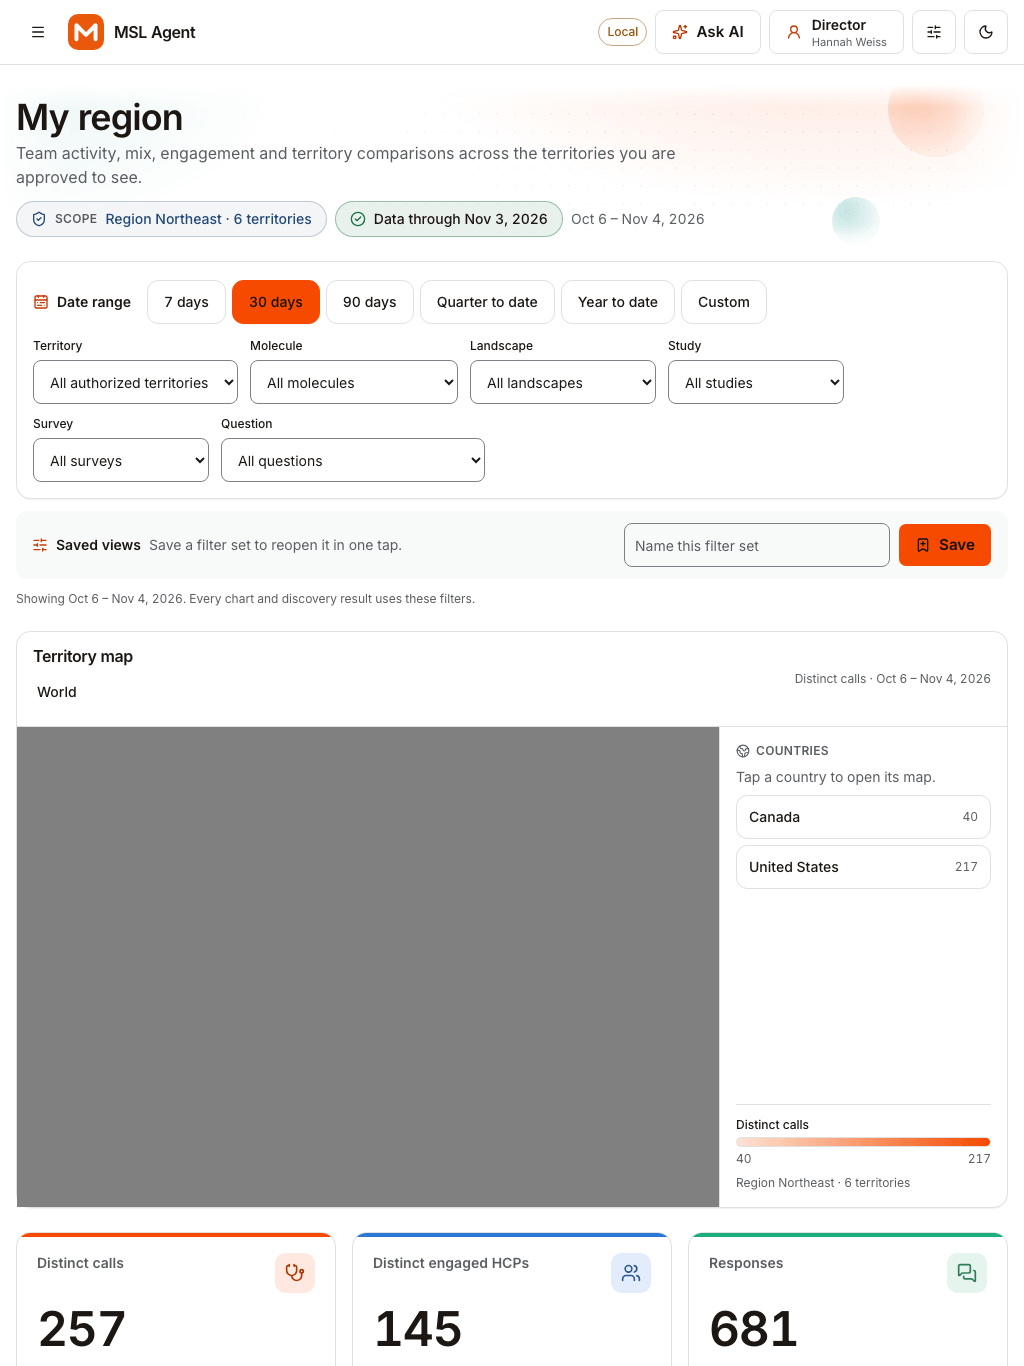 MSL Agent
Local
Ask AI
Director
Hannah Weiss
My region
Team activity, mix, engagement and territory comparisons across the territories you are
approved to see.
SCOPE Region Northeast · 6 territories
Data through Nov 3, 2026
Oct 6 – Nov 4, 2026
Date range
7 days
30 days
90 days
Quarter to date
Year to date
Custom
Territory
Molecule
Landscape
Study
All authorized territories
All molecules
All landscapes
All studies
Survey
Question
All surveys
All questions
Saved views Save a filter set to reopen it in one tap.
Name this filter set
Save
Showing Oct 6 – Nov 4, 2026. Every chart and discovery result uses these filters.
Territory map
World
Distinct calls · Oct 6 – Nov 4, 2026
COUNTRIES
Tap a country to open its map.
Canada 40
United States 217
Distinct calls
40 217
Region Northeast · 6 territories
Distinct calls
257
Distinct engaged HCPs
145
Responses
681